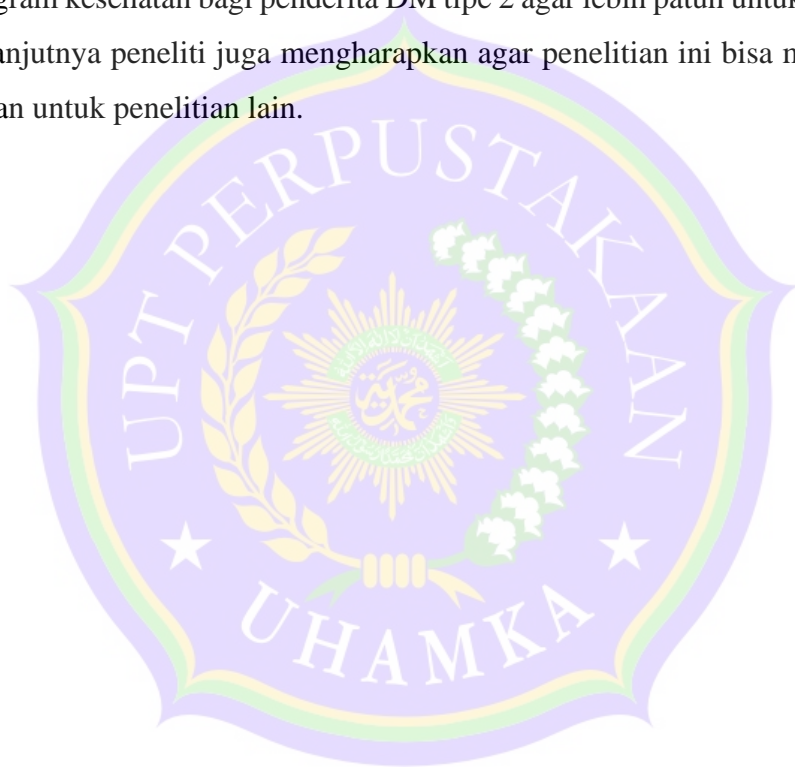 gram kesehatan bagi penderita DM tipe 2 agar lebih patuh untuk
anjutnya peneliti juga mengharapkan agar penelitian ini bisa
an untuk penelitian lain.
UPT PERPUSTAKAAN
محمدية
UHAMKA